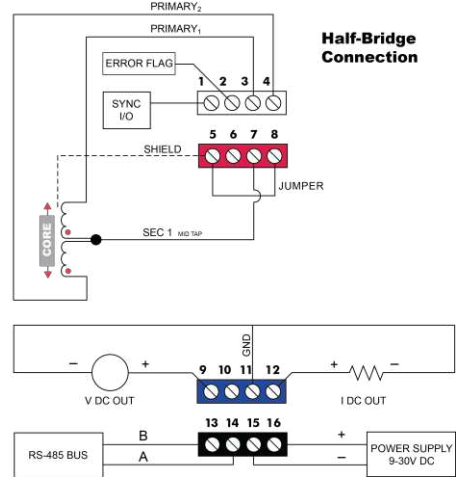 PRIMARY2
PRIMARY1
Half-Bridge
Connection
ERROR FLAG
1 2 3 4
SYNC
I/O
SHIELD
5 6 7 8
JUMPER
CORE
SEC 1 MID TAP
GND
− + 9 10 11 12 + −
V DC OUT
I DC OUT
13 14 15 16
B
A
RS-485 BUS
+
−
POWER SUPPLY
9-30V DC